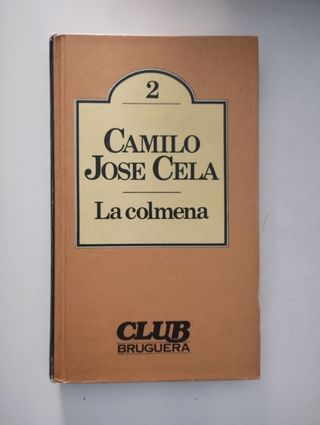 2
CAMILO
JOSE CELA
La colmena
CLUB
BRUGUERA